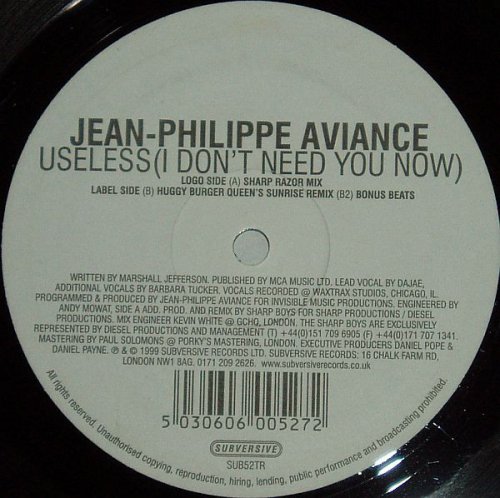 JEAN-PHILIPPE AVIANCE
USELESS(I DON'T NEED YOU NOW)
LOGO SIDE (A) SHARP RAZOR MIX
LABEL SIDE (B) HUGGY BURGER QUEEN'S SUNRISE REMIX (B2) BONUS BEATS
WRITTEN BY MARSHALL JEFFERSON. PUBLISHED BY MCA MUSIC LTD. LEAD VOCAL BY DAJAE,
ADDITIONAL VOCALS BY BARBARA TUCKER. VOCALS RECORDED @ WAXTRAX STUDIOS, CHICAGO, IL.
PROGRAMMED & PRODUCED BY JEAN-PHILIPPE AVIANCE FOR INVISIBLE MUSIC PRODUCTIONS. ENGINEERED BY
ANDY MOWAT, SIDE A ADD. PROD. AND REMIX BY SHARP BOYS FOR SHARP PRODUCTIONS / DIESEL
PRODUCTIONS. MIX ENGINEER KEVIN WHITE @ GCHQ, LONDON. THE SHARP BOYS ARE EXCLUSIVELY
REPRESENTED BY DIESEL PRODUCTIONS AND MANAGEMENT (T) +44(0)151 709 6905 (F) +44(0)151 707 1341.
MASTERING BY PAUL SOLOMONS @ PORKY'S MASTERING, LONDON. EXECUTIVE PRODUCERS DANIEL POPE &
DANIEL PAYNE. ℗ & © 1999 SUBVERSIVE RECORDS LTD. SUBVERSIVE RECORDS: 16 CHALK FARM RD,
LONDON NW1 8AG. 0171 209 2626. www.subversiverecords.co.uk
5 030606 005272
SUBVERSIVE
SUB52TR
All rights reserved. Unauthorised copying, reproduction, hiring, lending, public performance and broadcasting prohibited.